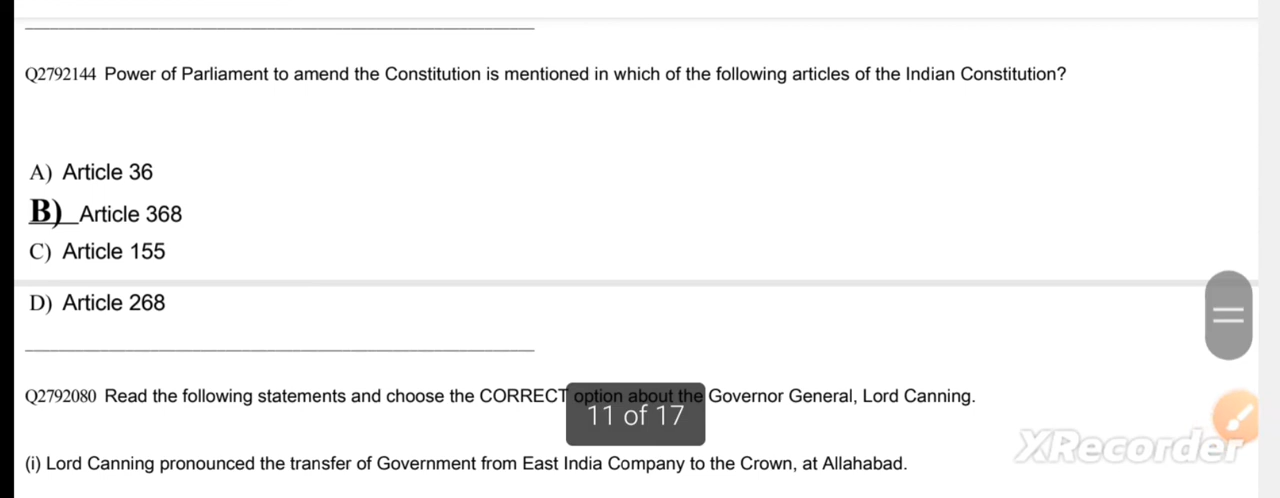 Q2792144 Power of Parliament to amend the Constitution is mentioned in which of the following articles of the Indian Constitution?
A) Article 36
B) Article 368
C) Article 155
D) Article 268
Q2792080 Read the following statements and choose the CORRECT option about the Governor General, Lord Canning.
11 of 17
XRecorder
(i) Lord Canning pronounced the transfer of Government from East India Company to the Crown, at Allahabad.